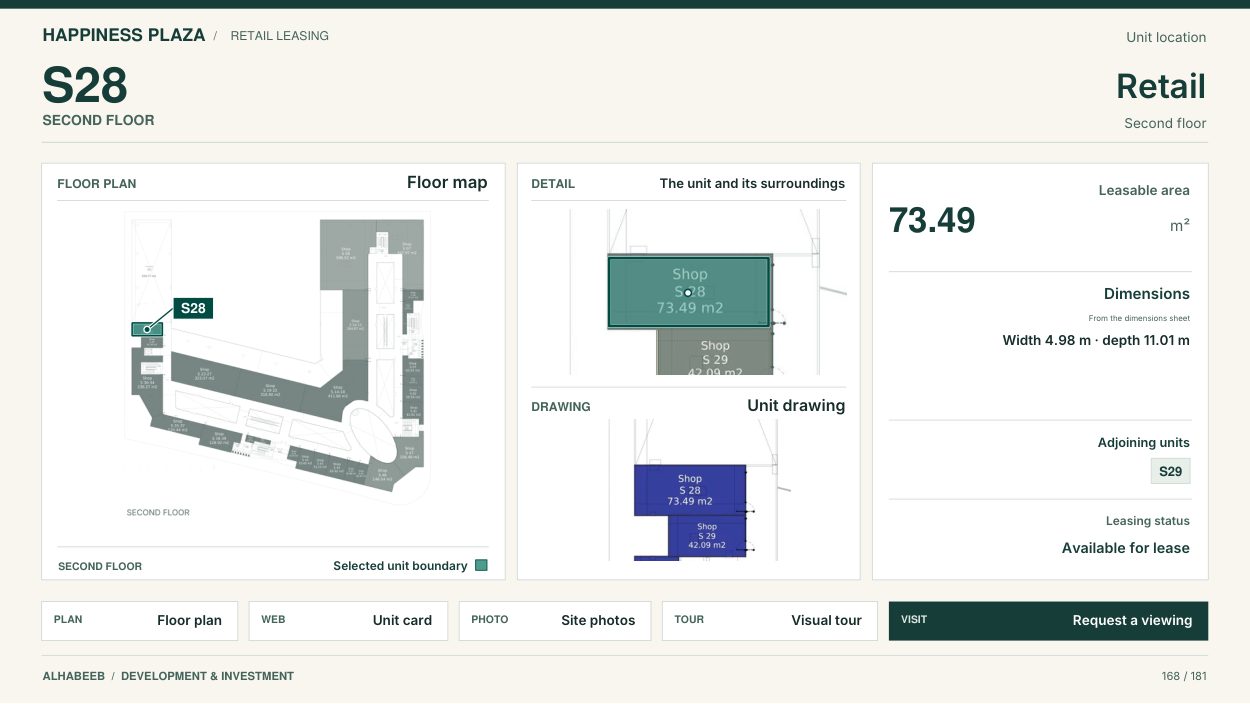 HAPPINESS PLAZA / RETAIL LEASING
Unit location
S28
Retail
SECOND FLOOR
Second floor
FLOOR PLAN
Floor map
S28
SECOND FLOOR
SECOND FLOOR
Selected unit boundary
DETAIL
The unit and its surroundings
Shop
S 28
73.49 m2
Shop
S 29
42.09 m2
DRAWING
Unit drawing
Shop
S 28
73.49 m2
Shop
S 29
42.09 m2
Leasable area
73.49 m²
Dimensions
From the dimensions sheet
Width 4.98 m · depth 11.01 m
Adjoining units
S29
Leasing status
Available for lease
PLAN Floor plan
WEB Unit card
PHOTO Site photos
TOUR Visual tour
VISIT Request a viewing
ALHABEEB / DEVELOPMENT & INVESTMENT
168 / 181